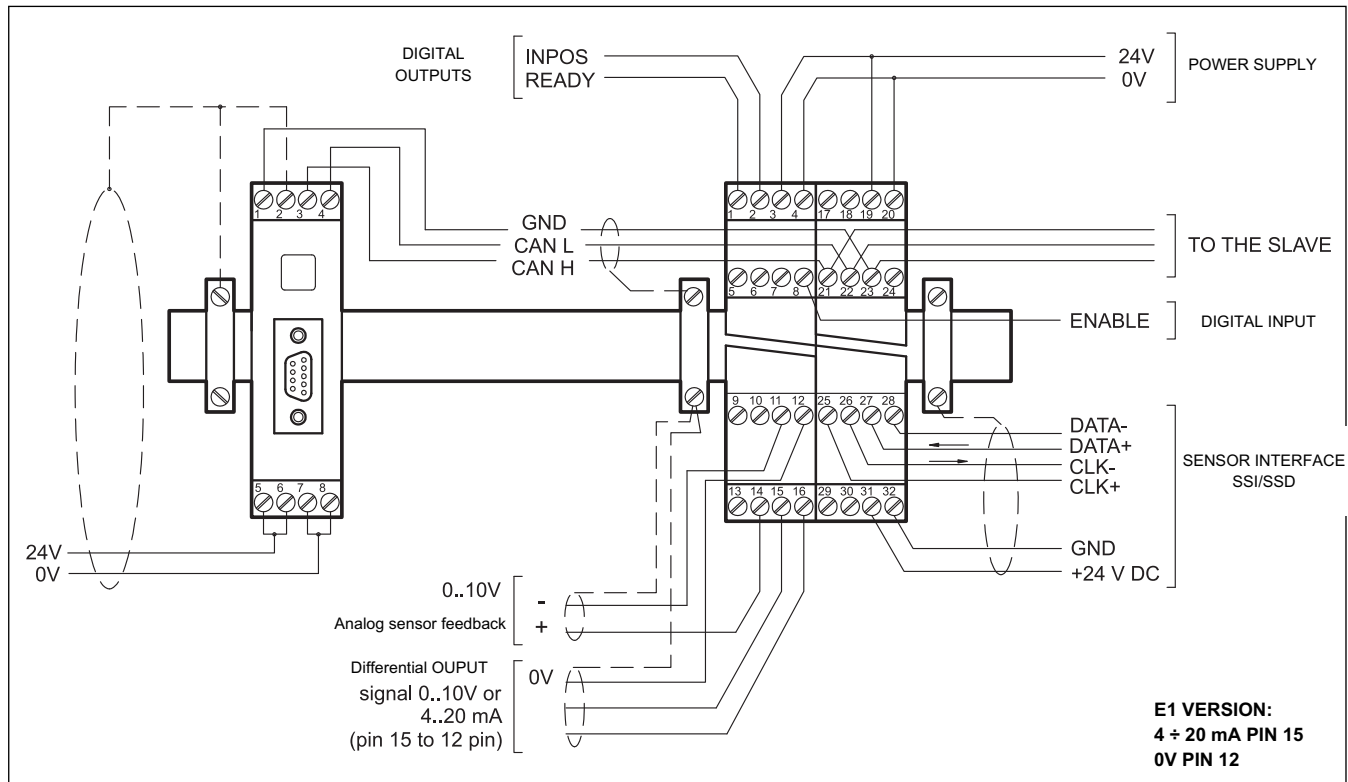 DIGITAL
OUTPUTS
INPOS
READY
24V
0V
POWER SUPPLY
1 2 3 4
1 2 3 4 17 18 19 20
GND
CAN L
CAN H
TO THE SLAVE
5 6 7 8 21 22 23 24
ENABLE
DIGITAL INPUT
9 10 11 12 25 26 27 28
DATA-
DATA+
CLK-
CLK+
SENSOR INTERFACE
SSI/SSD
5 6 7 8
13 14 15 16 29 30 31 32
24V
0V
GND
+24 V DC
0..10V
-
Analog sensor feedback
+
Differential OUPUT
0V
signal 0..10V or
4..20 mA
(pin 15 to 12 pin)
E1 VERSION:
4 ÷ 20 mA PIN 15
0V PIN 12